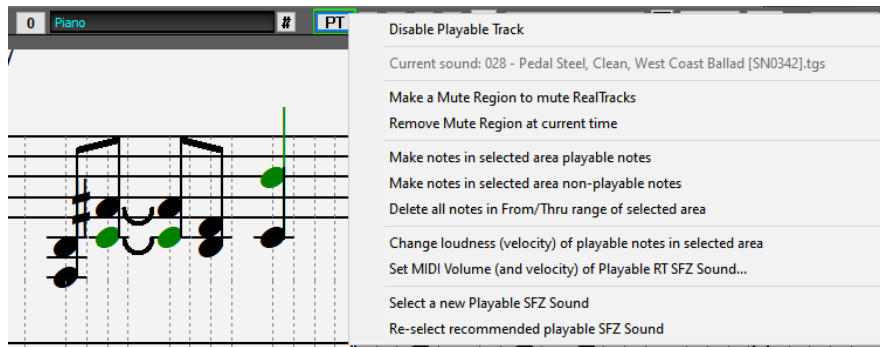 0 Piano # PT
Disable Playable Track
Current sound: 028 - Pedal Steel, Clean, West Coast Ballad [SN0342].tgs
Make a Mute Region to mute RealTracks
Remove Mute Region at current time
Make notes in selected area playable notes
Make notes in selected area non-playable notes
Delete all notes in From/Thru range of selected area
Change loudness (velocity) of playable notes in selected area
Set MIDI Volume (and velocity) of Playable RT SFZ Sound...
Select a new Playable SFZ Sound
Re-select recommended playable SFZ Sound